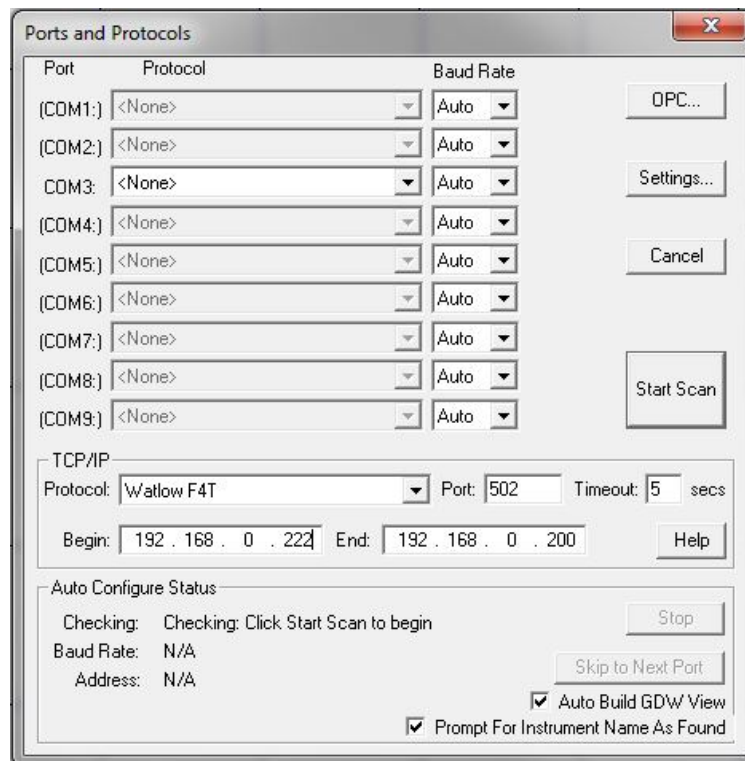 Ports and Protocols
Port Protocol Baud Rate
(COM1:) <None> Auto OPC...
(COM2:) <None> Auto
COM3: <None> Auto Settings...
(COM4:) <None> Auto
(COM5:) <None> Auto Cancel
(COM6:) <None> Auto
(COM7:) <None> Auto
(COM8:) <None> Auto Start Scan
(COM9:) <None> Auto
TCP/IP
Protocol: Watlow F4T Port: 502 Timeout: 5 secs
Begin: 192 . 168 . 0 . 222 End: 192 . 168 . 0 . 200 Help
Auto Configure Status
Checking: Checking: Click Start Scan to begin Stop
Baud Rate: N/A
Skip to Next Port
Address: N/A
Auto Build GDW View
Prompt For Instrument Name As Found